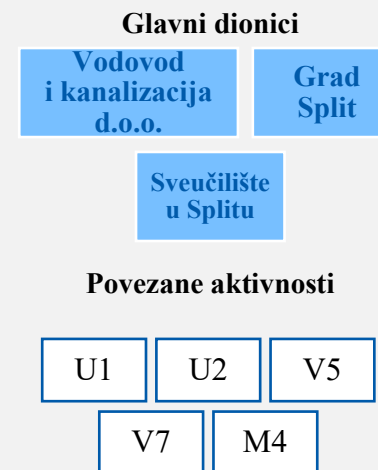 Glavni dionici
Vodovod
i kanalizacija
d.o.o.
Grad
Split
Sveučilište
u Splitu
Povezane aktivnosti
U1
U2
V5
V7
M4